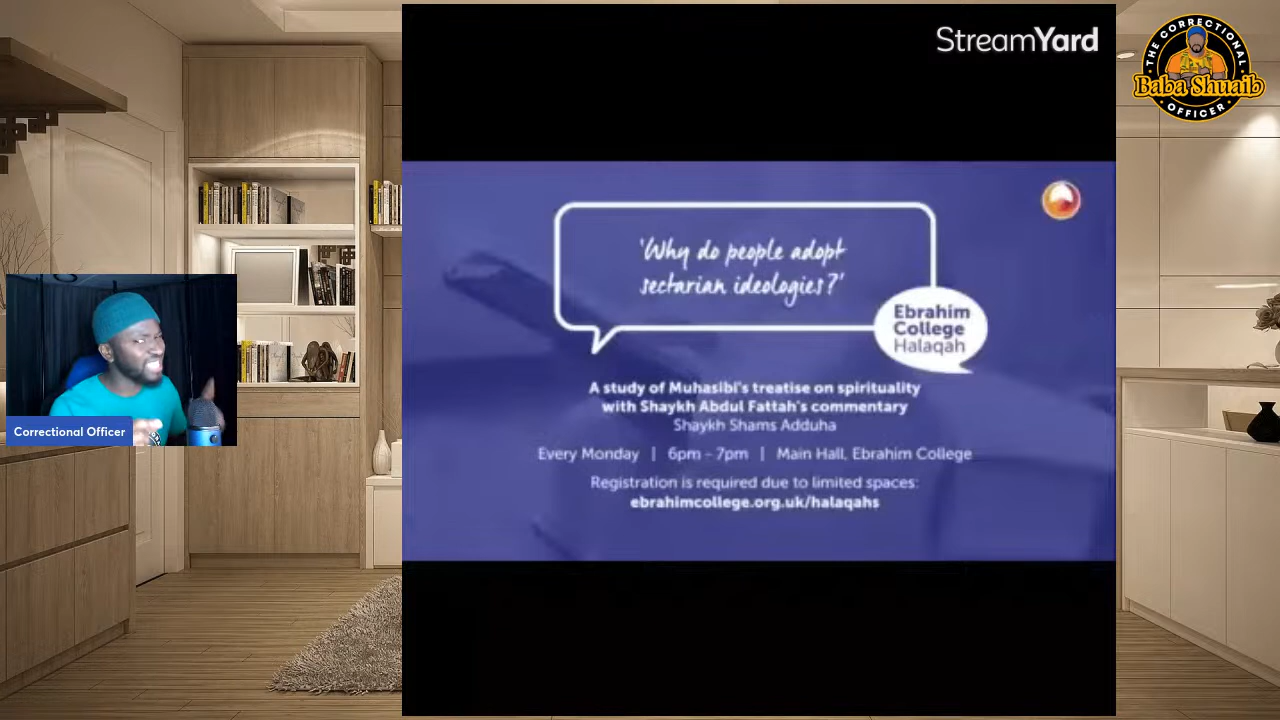 StreamYard
THE CORRECTIONAL
Baba Shuaib
OFFICER
'Why do people adopt
sectarian ideologies?'
Ebrahim
College
Halaqah
A study of Muhasibi's treatise on spirituality
with Shaykh Abdul Fattah's commentary
Shaykh Shams Adduha
Every Monday | 6pm - 7pm | Main Hall, Ebrahim College
Registration is required due to limited spaces:
ebrahimcollege.org.uk/halaqahs
Correctional Officer